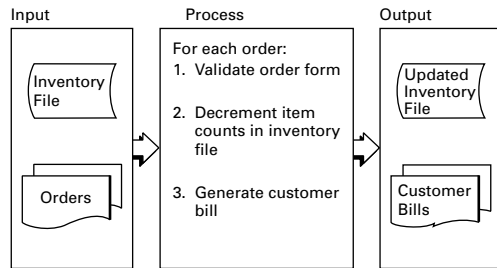 Input
Process
Output
Inventory
File
Orders
For each order:
1. Validate order form
2. Decrement item
counts in inventory
file
3. Generate customer
bill
Updated
Inventory
File
Customer
Bills